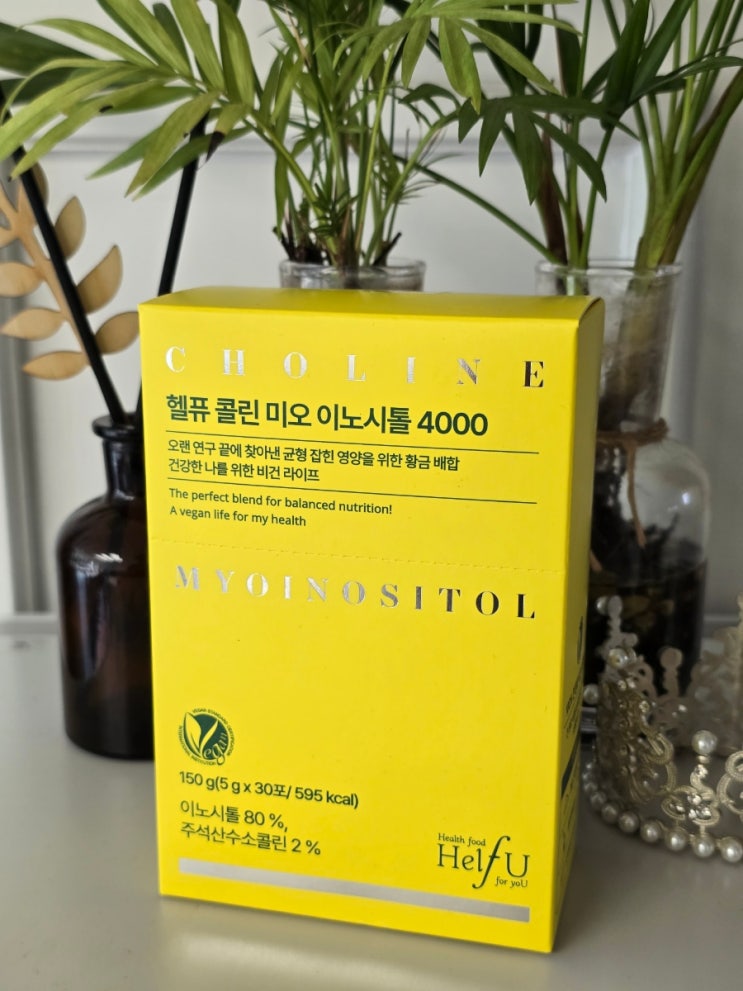 CHOLINE
헬퓨 콜린 미오 이노시톨 4000
오랜 연구 끝에 찾아낸 균형 잡힌 영양을 위한 황금 배합
건강한 나를 위한 비건 라이프
The perfect blend for balanced nutrition!
A vegan life for my health
MYOINOSITOL
Vegan
150 g(5 g x 30포/ 595 kcal)
이노시톨 80 %,
주석산수소콜린 2 %
Health food
HelfU
for yoU